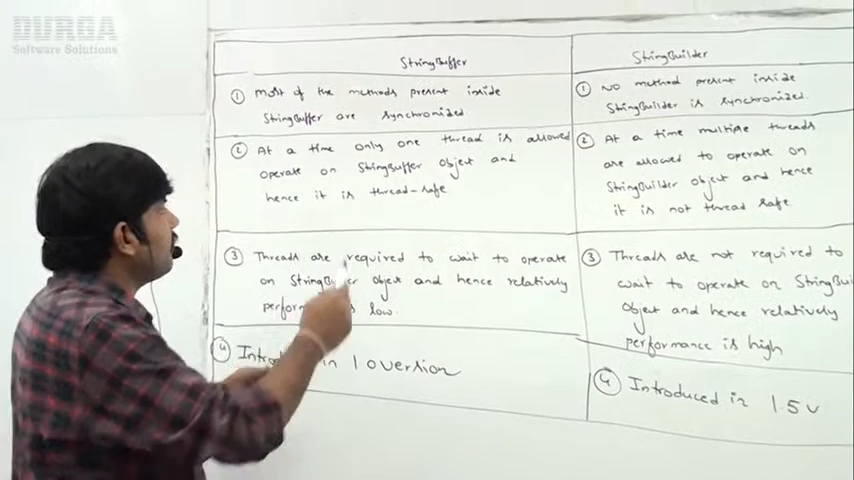 DURGA
Software Solutions
StringBuffer
① Most of the methods present inside
StringBuffer are synchronized.
② At a time only one thread is allowed
operate on StringBuffer Object and
hence it is thread-safe
③ Threads are required to wait to operate
on Object and hence relatively
low.
④ in 1.0 version
StringBuilder
① No method present inside
StringBuilder is synchronized.
② At a time multiple threads
are allowed to operate on
StringBuilder object and hence
it is not thread safe.
③ Threads are not required to
wait to operate on
Object and hence relatively
performance is high
④ Introduced in 1.5 v